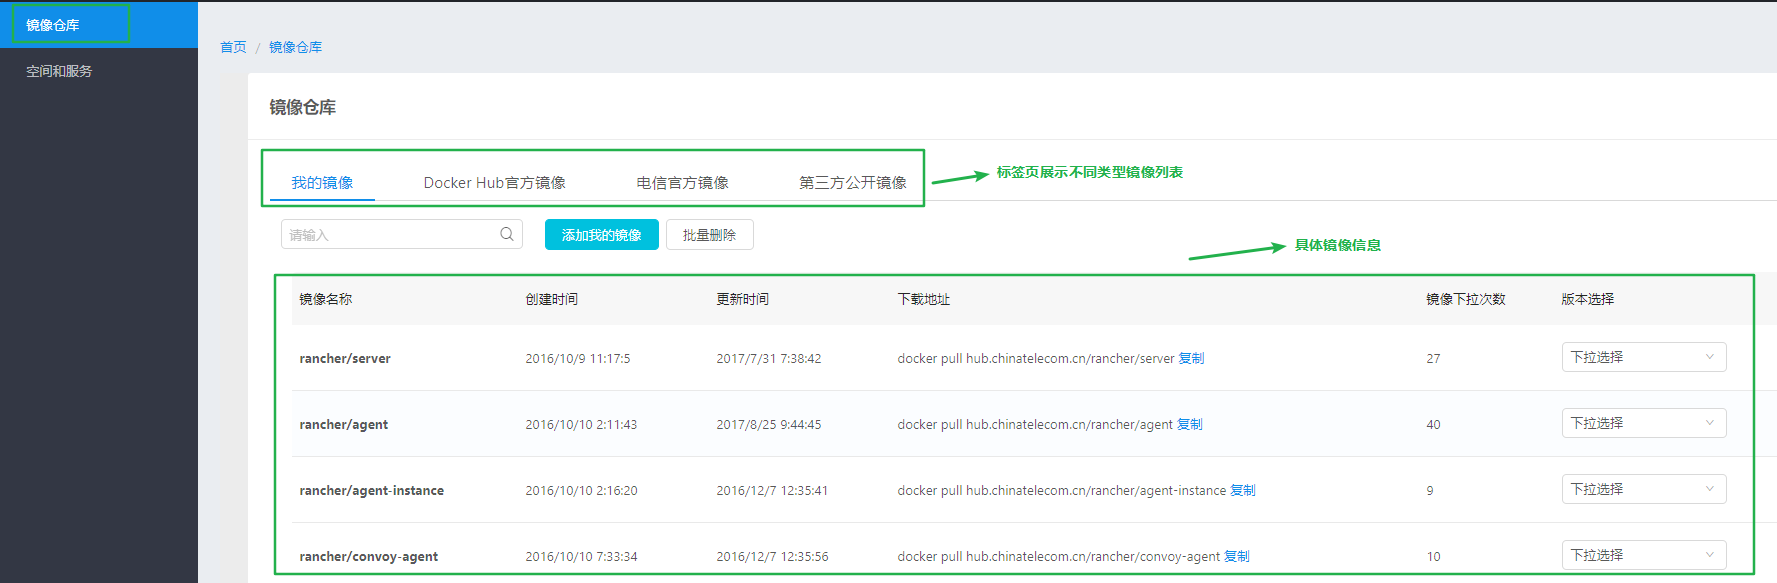 镜像仓库
空间和服务
首页 / 镜像仓库
镜像仓库
我的镜像 Docker Hub官方镜像 电信官方镜像 第三方公开镜像
标签页展示不同类型镜像列表
请输入 添加我的镜像 批量删除
具体镜像信息
镜像名称 创建时间 更新时间 下载地址 镜像下拉次数 版本选择
rancher/server 2016/10/9 11:17:5 2017/7/31 7:38:42 docker pull hub.chinatelecom.cn/rancher/server 复制 27 下拉选择
rancher/agent 2016/10/10 2:11:43 2017/8/25 9:44:45 docker pull hub.chinatelecom.cn/rancher/agent 复制 40 下拉选择
rancher/agent-instance 2016/10/10 2:16:20 2016/12/7 12:35:41 docker pull hub.chinatelecom.cn/rancher/agent-instance 复制 9 下拉选择
rancher/convoy-agent 2016/10/10 7:33:34 2016/12/7 12:35:56 docker pull hub.chinatelecom.cn/rancher/convoy-agent 复制 10 下拉选择